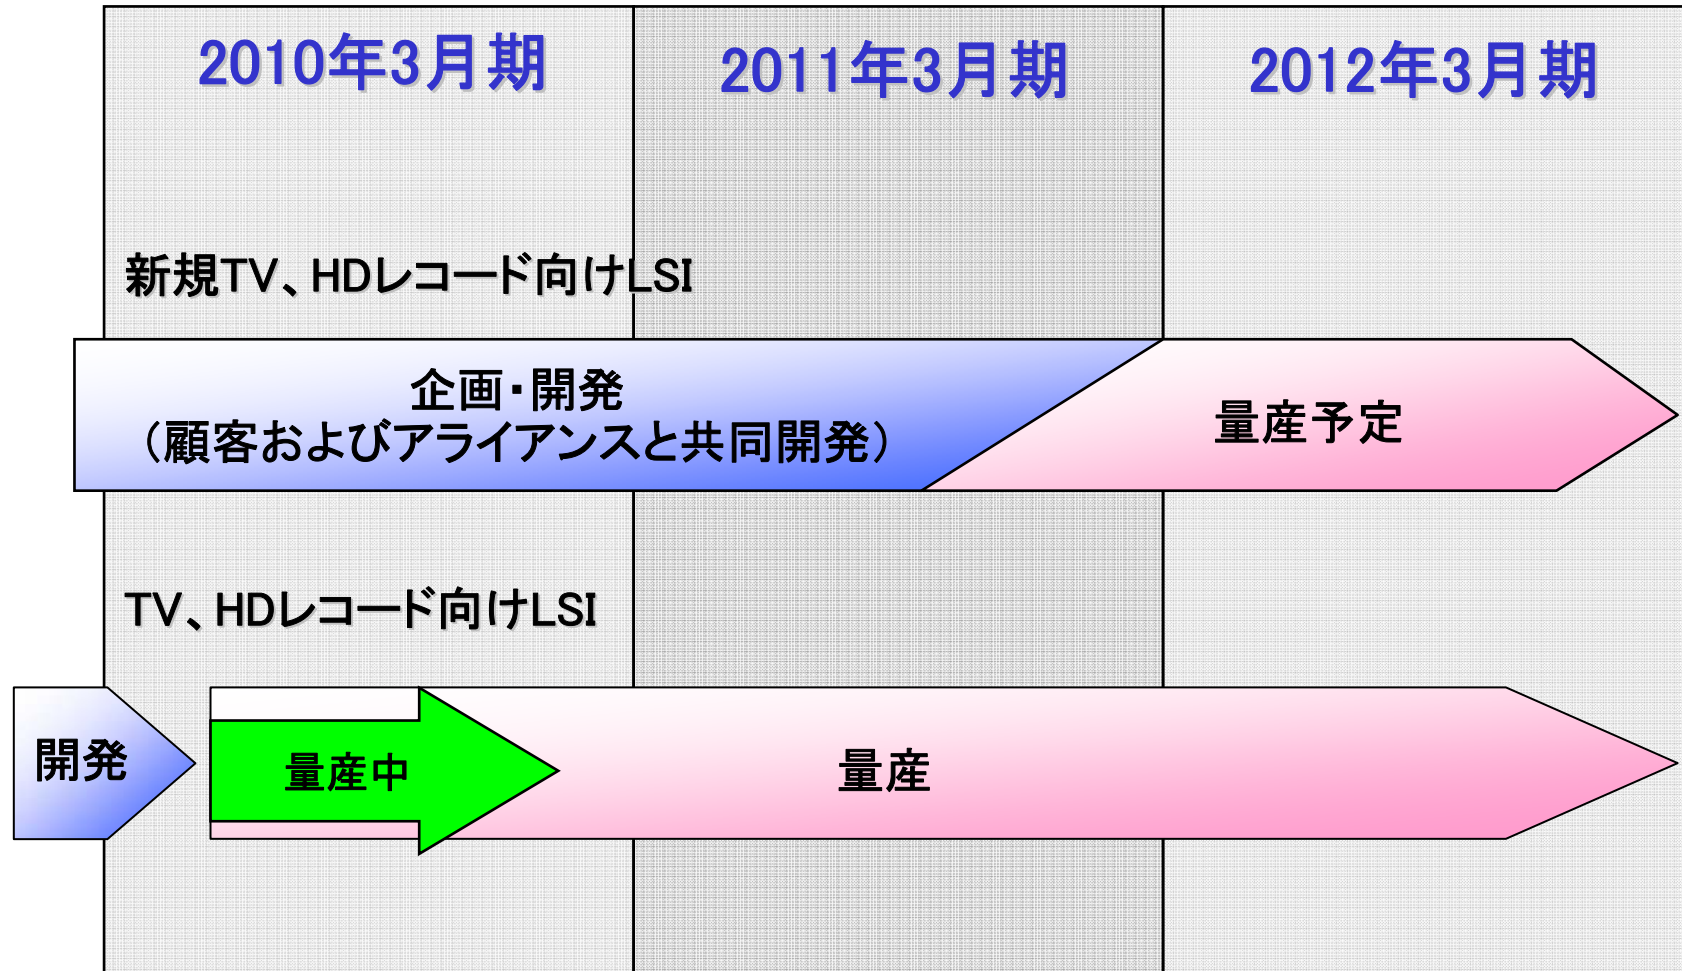 2010年3月期
2011年3月期
2012年3月期
新規TV、HDレコード向けLSI
企画・開発
（顧客およびアライアンスと共同開発）
量産予定
TV、HDレコード向けLSI
開発
量産中
量産